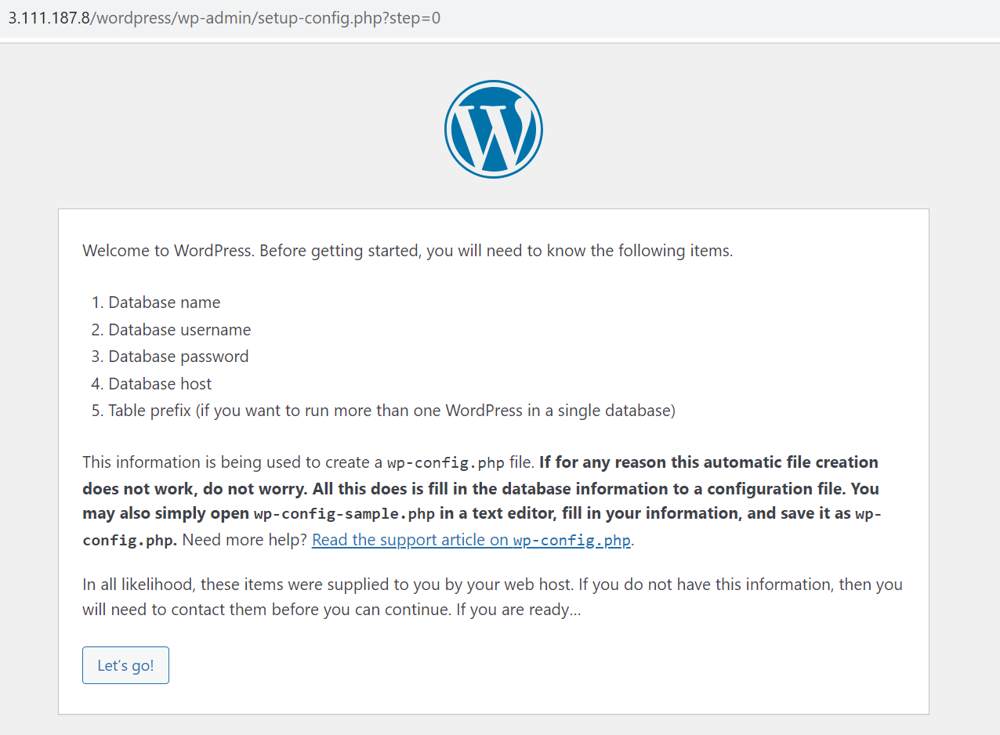 3.111.187.8/wordpress/wp-admin/setup-config.php?step=0
Welcome to WordPress. Before getting started, you will need to know the following items.
1. Database name
2. Database username
3. Database password
4. Database host
5. Table prefix (if you want to run more than one WordPress in a single database)
This information is being used to create a wp-config.php file. If for any reason this automatic file creation
does not work, do not worry. All this does is fill in the database information to a configuration file. You
may also simply open wp-config-sample.php in a text editor, fill in your information, and save it as wp-
config.php. Need more help? Read the support article on wp-config.php.
In all likelihood, these items were supplied to you by your web host. If you do not have this information, then you
will need to contact them before you can continue. If you are ready…
Let’s go!